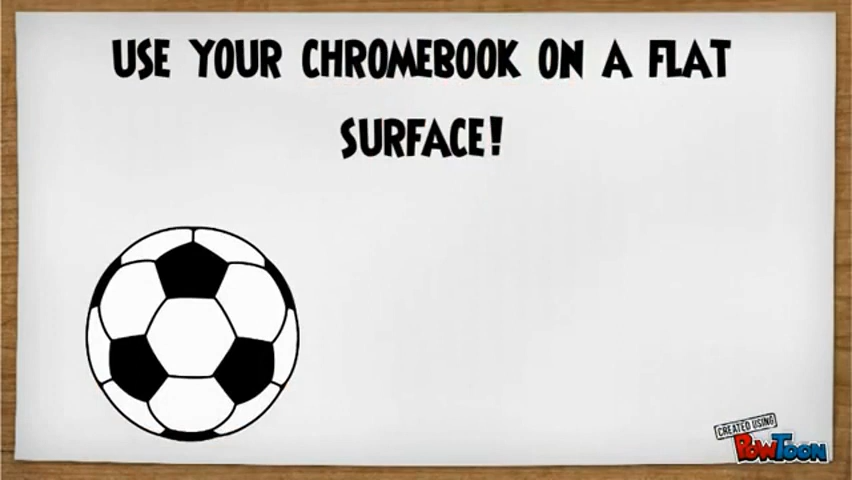 USE YOUR CHROMEBOOK ON A FLAT
SURFACE!
CREATED USING
POWTOON